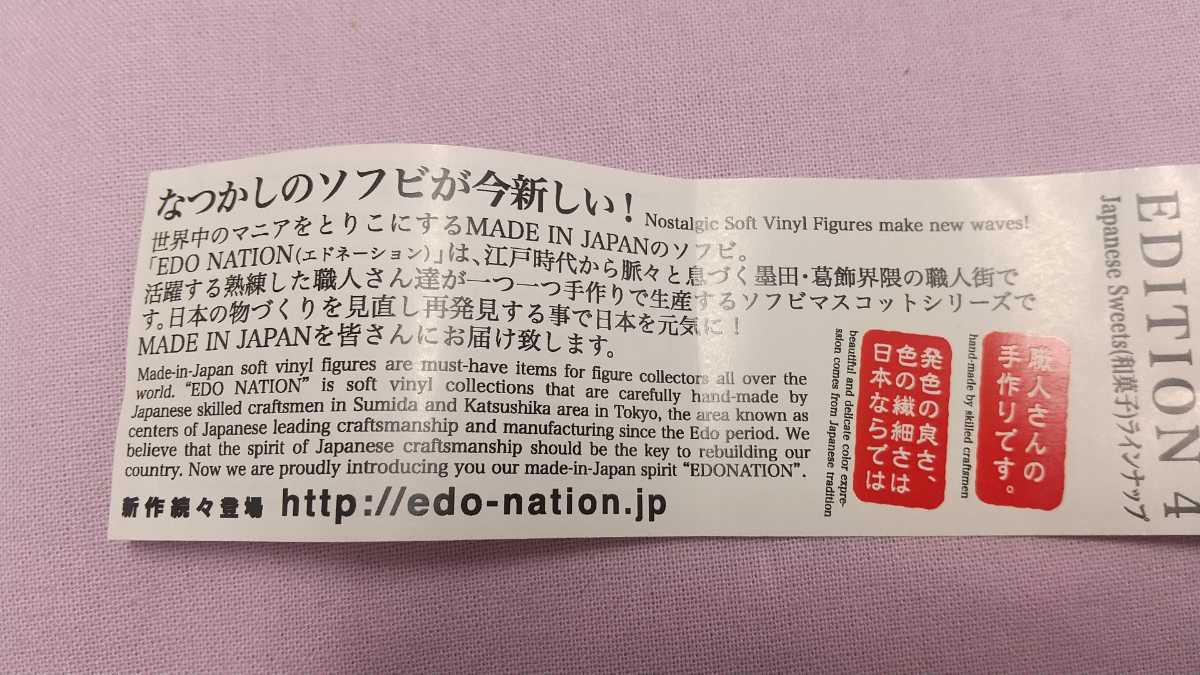 なつかしのソフビが今新しい!
Nostalgic Soft Vinyl Figures make new waves!
世界中のマニアをとりこにするMADE IN JAPANのソフビ。
「EDO NATION(エドネーション)」は、江戸時代から脈々と息づく墨田・葛飾界隈の職人街で
活躍する熟練した職人さん達が一つ一つ手作りで生産するソフビマスコットシリーズで
す。日本の物づくりを見直し再発見する事で日本を元気に!
MADE IN JAPANを皆さんにお届け致します。
Made-in-Japan soft vinyl figures are must-have items for figure collectors all over the
world. “EDO NATION” is soft vinyl collections that are carefully hand-made by
Japanese skilled craftsmen in Sumida and Katsushika area in Tokyo, the area known as
centers of Japanese leading craftsmanship and manufacturing since the Edo period. We
believe that the spirit of Japanese craftsmanship should be the key to rebuilding our
country. Now we are proudly introducing you our made-in-Japan spirit “EDONATION”.
新作続々登場 http://edo-nation.jp
職人さんの
手作りです。
hand-made by skilled craftsmen
発色の良さ、
色の繊細さは
日本ならでは
beautiful and delicate color expre-
ssion comes from Japanese tradition
EDITION 4
Japanese Sweets(和菓子)ラインナップ